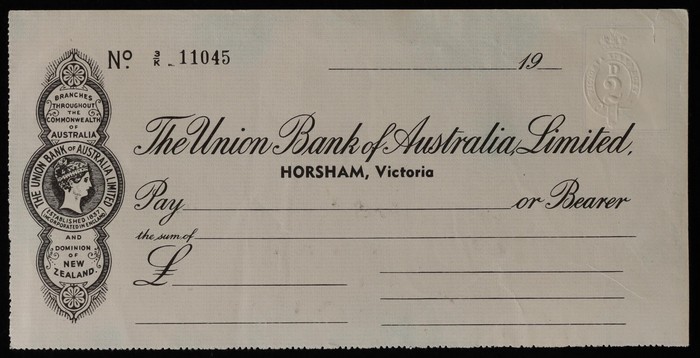 Nº 3/K - 11045
19
D
2
BRANCHES
THROUGHOUT
THE
COMMONWEALTH
OF
AUSTRALIA
THE UNION BANK OF AUSTRALIA LIMITED
ESTABLISHED 1837
INCORPORATED IN ENGLAND
AND
DOMINION
OF
NEW
ZEALAND.
The Union Bank of Australia, Limited.
HORSHAM, Victoria
Pay or Bearer
the sum of
£